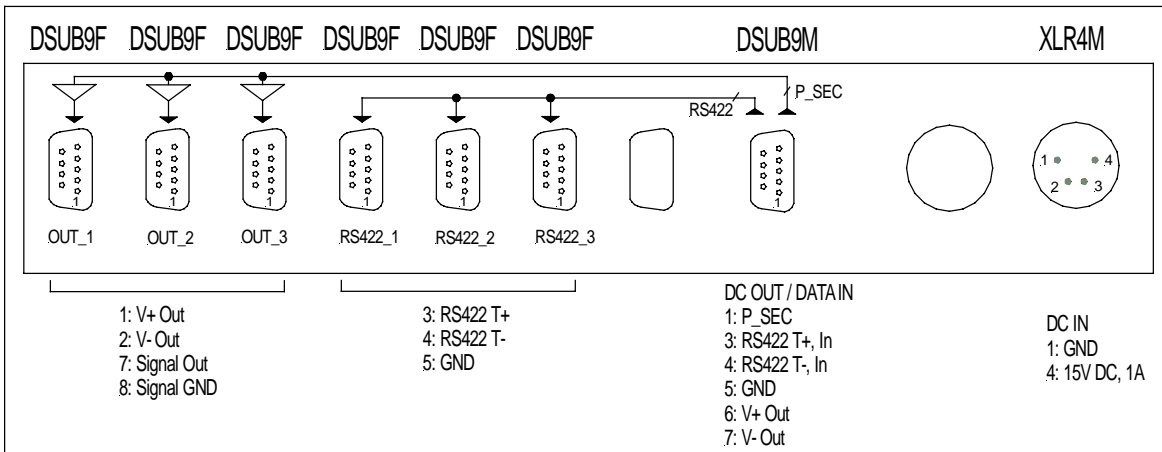 DSUB9F DSUB9F DSUB9F DSUB9F DSUB9F DSUB9F DSUB9M XLR4M
P_SEC
RS422
1 4
2 3
1 1 1 1 1 1 1
OUT_1 OUT_2 OUT_3 RS422_1 RS422_2 RS422_3
1: V+ Out
2: V- Out
7: Signal Out
8: Signal GND
3: RS422 T+
4: RS422 T-
5: GND
DC OUT / DATA IN
1: P_SEC
3: RS422 T+, In
4: RS422 T-, In
5: GND
6: V+ Out
7: V- Out
DC IN
1: GND
4: 15V DC, 1A